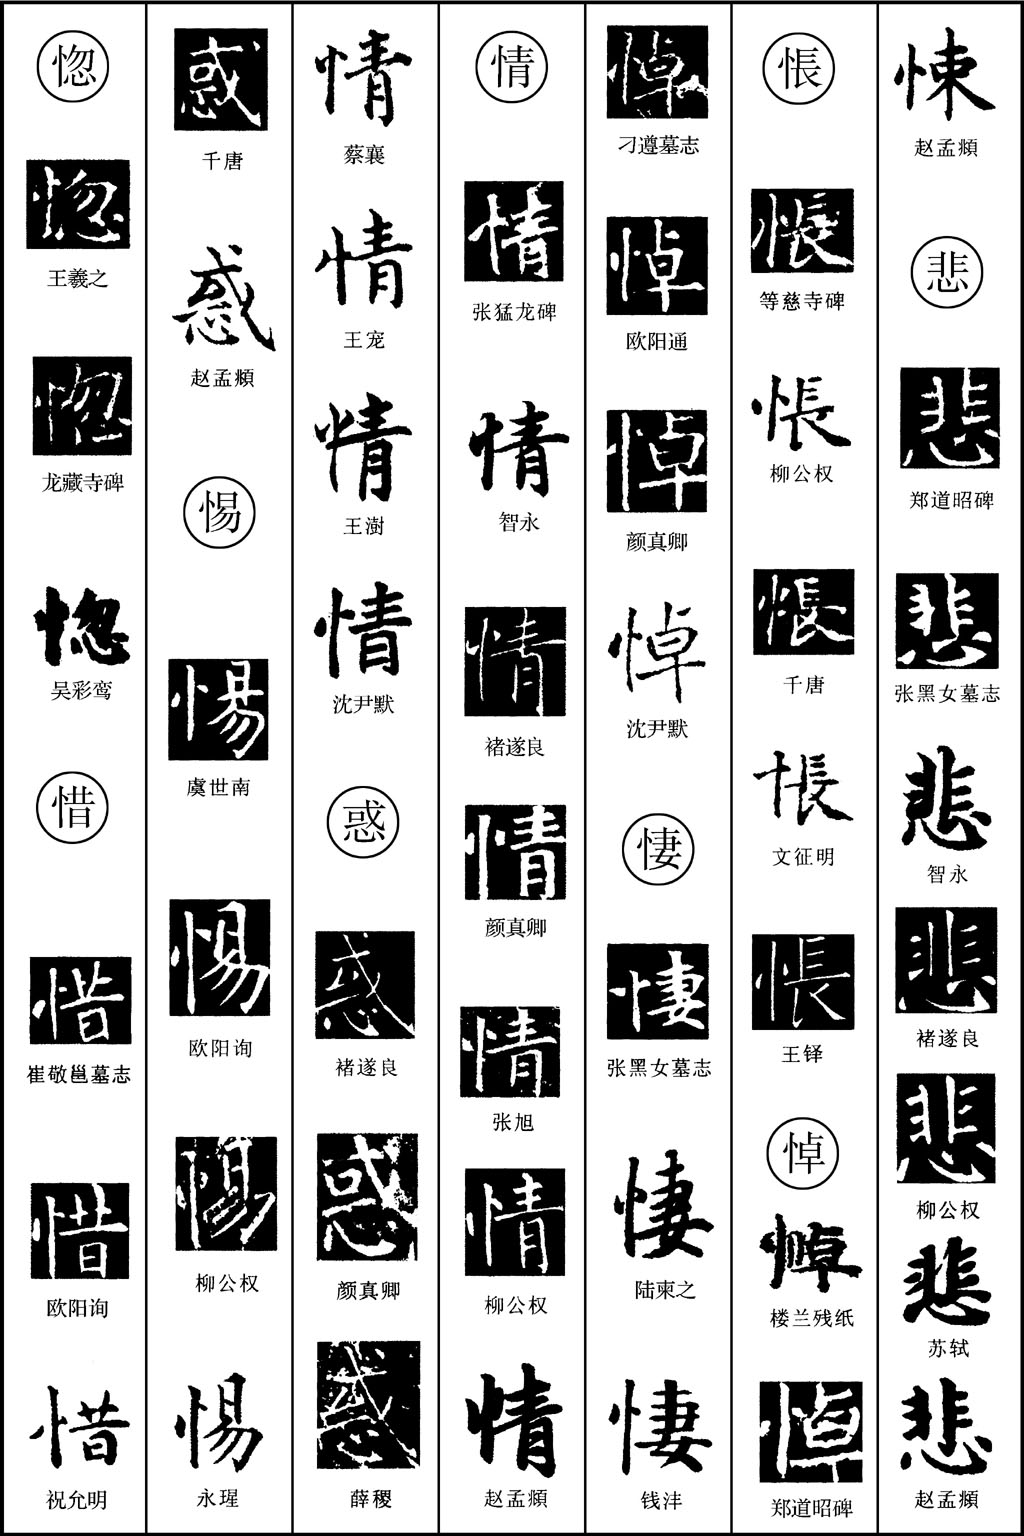 悚
赵孟頫
悲
悲
郑道昭碑
悲
张黑女墓志
悲
智永
悲
褚遂良
悲
柳公权
悲
苏轼
悲
赵孟頫
悵
悵
等慈寺碑
悵
柳公权
悵
千唐
悵
文征明
悵
王铎
悼
悼
楼兰残纸
悼
郑道昭碑
悼
刁遵墓志
悼
欧阳通
悼
颜真卿
悼
沈尹默
悽
悽
张黑女墓志
悽
陆柬之
悽
钱沣
情
情
张猛龙碑
情
智永
情
褚遂良
情
颜真卿
情
张旭
情
柳公权
情
赵孟頫
情
蔡襄
情
王宠
情
王澍
情
沈尹默
惑
惑
褚遂良
惑
颜真卿
惑
薛稷
惑
千唐
惑
赵孟頫
惕
惕
虞世南
惕
欧阳询
惕
柳公权
惕
永瑆
惚
惚
王羲之
惚
龙藏寺碑
惚
吴彩鸾
惜
惜
崔敬邕墓志
惜
欧阳询
惜
祝允明